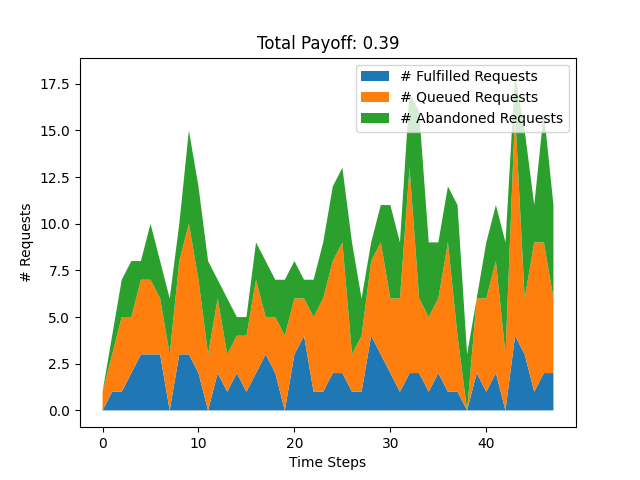 Total Payoff: 0.39
# Fulfilled Requests
# Queued Requests
# Abandoned Requests
17.5
15.0
12.5
10.0
7.5
5.0
2.5
0.0
# Requests
0 10 20 30 40
Time Steps